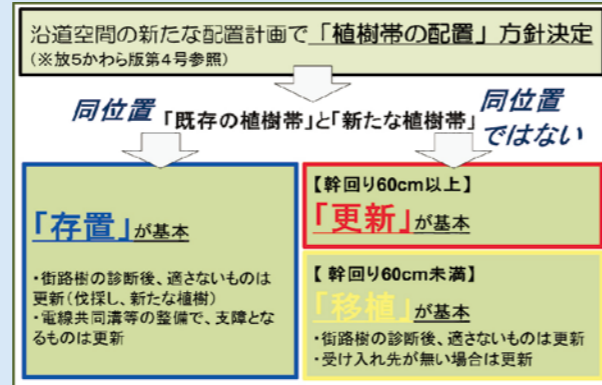 沿道空間の新たな配置計画で「植樹帯の配置」方針決定
(※放5かわら版第4号参照)
同位置
「既存の植樹帯」と「新たな植樹帯」
同位置
ではない
「存置」が基本
・街路樹の診断後、適さないものは
更新(伐採し、新たな植樹)
・電線共同溝等の整備で、支障とな
るものは更新
【幹回り60cm以上】
「更新」が基本
【 幹回り60cm未満】
「移植」が基本
・街路樹の診断後、適さないものは更新
・受け入れ先が無い場合は更新